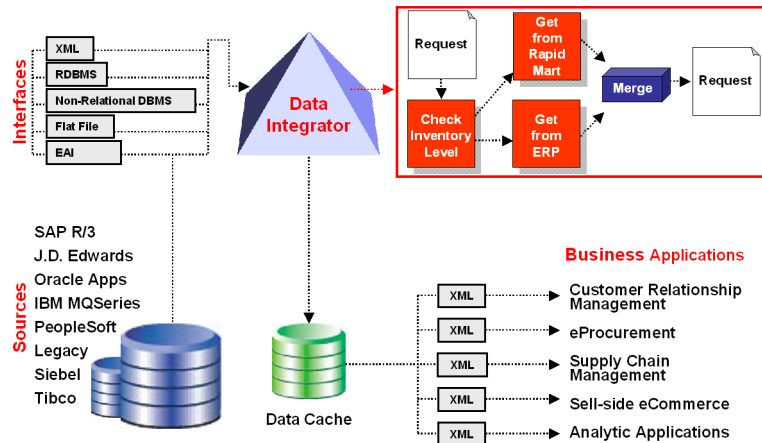 Interfaces
XML
RDBMS
Non-Relational DBMS
Flat File
EAI
Data
Integrator
Request
Check
Inventory
Level
Get
from
Rapid
Mart
Get
from
ERP
Merge
Request
Sources
SAP R/3
J.D. Edwards
Oracle Apps
IBM MQSeries
PeopleSoft
Legacy
Siebel
Tibco
Data Cache
Business Applications
XML
Customer Relationship
Management
XML
eProcurement
XML
Supply Chain
Management
XML
Sell-side eCommerce
XML
Analytic Applications